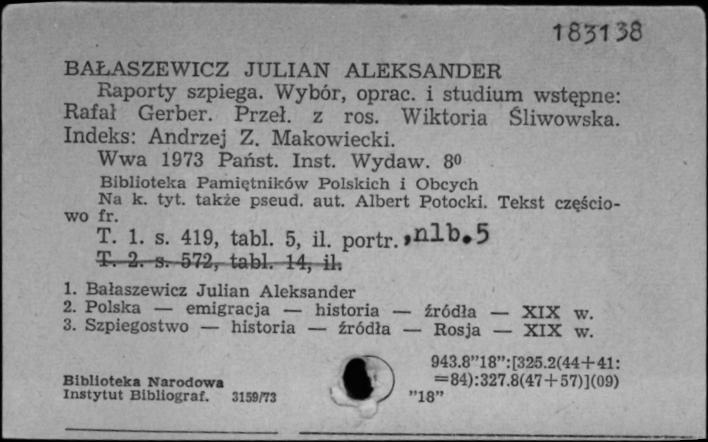 183138
BAŁASZEWICZ JULIAN ALEKSANDER
Raporty szpiega. Wybór, oprac. i studium wstępne:
Rafał Gerber. Przeł. z ros. Wiktoria Śliwowska.
Indeks: Andrzej Z. Makowiecki.
Wwa 1973 Państ. Inst. Wydaw. 8⁰
Biblioteka Pamiętników Polskich i Obcych
Na k. tyt. także pseud. aut. Albert Potocki. Tekst częścio-
wo fr.
T. 1. s. 419, tabl. 5, il. portr. ,nlb.5
T. 2. s. 572, tabl. 14, il.
1. Bałaszewicz Julian Aleksander
2. Polska — emigracja — historia — źródła — XIX w.
3. Szpiegostwo — historia — źródła — Rosja — XIX w.
943.8”18”:[325.2(44+41:
=84):327.8(47+57)](09)
”18”
Biblioteka Narodowa
Instytut Bibliograf. 3159/73